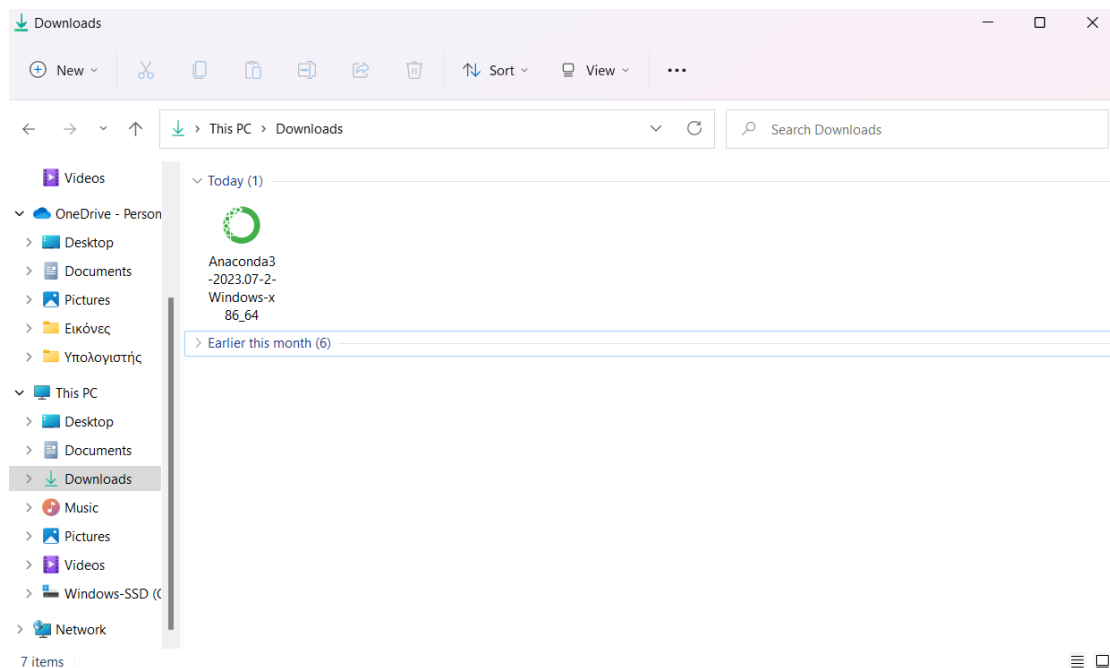 Downloads
New
Sort
View
This PC
Downloads
Search Downloads
Videos
OneDrive - Person
Desktop
Documents
Pictures
Εικόνες
Υπολογιστής
This PC
Desktop
Documents
Downloads
Music
Pictures
Videos
Windows-SSD (C
Network
Today (1)
Anaconda3
-2023.07-2-
Windows-x
86_64
Earlier this month (6)
7 items